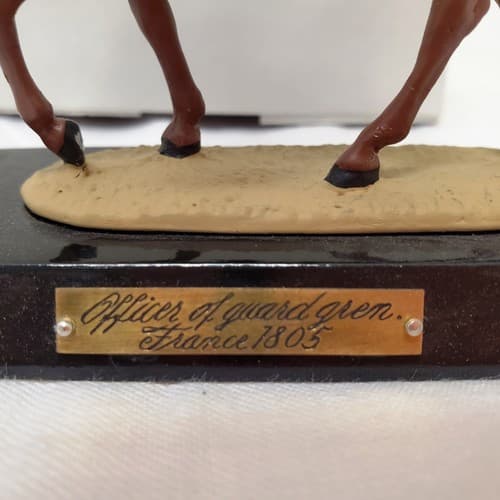 Officer of guard gren.
France 1805